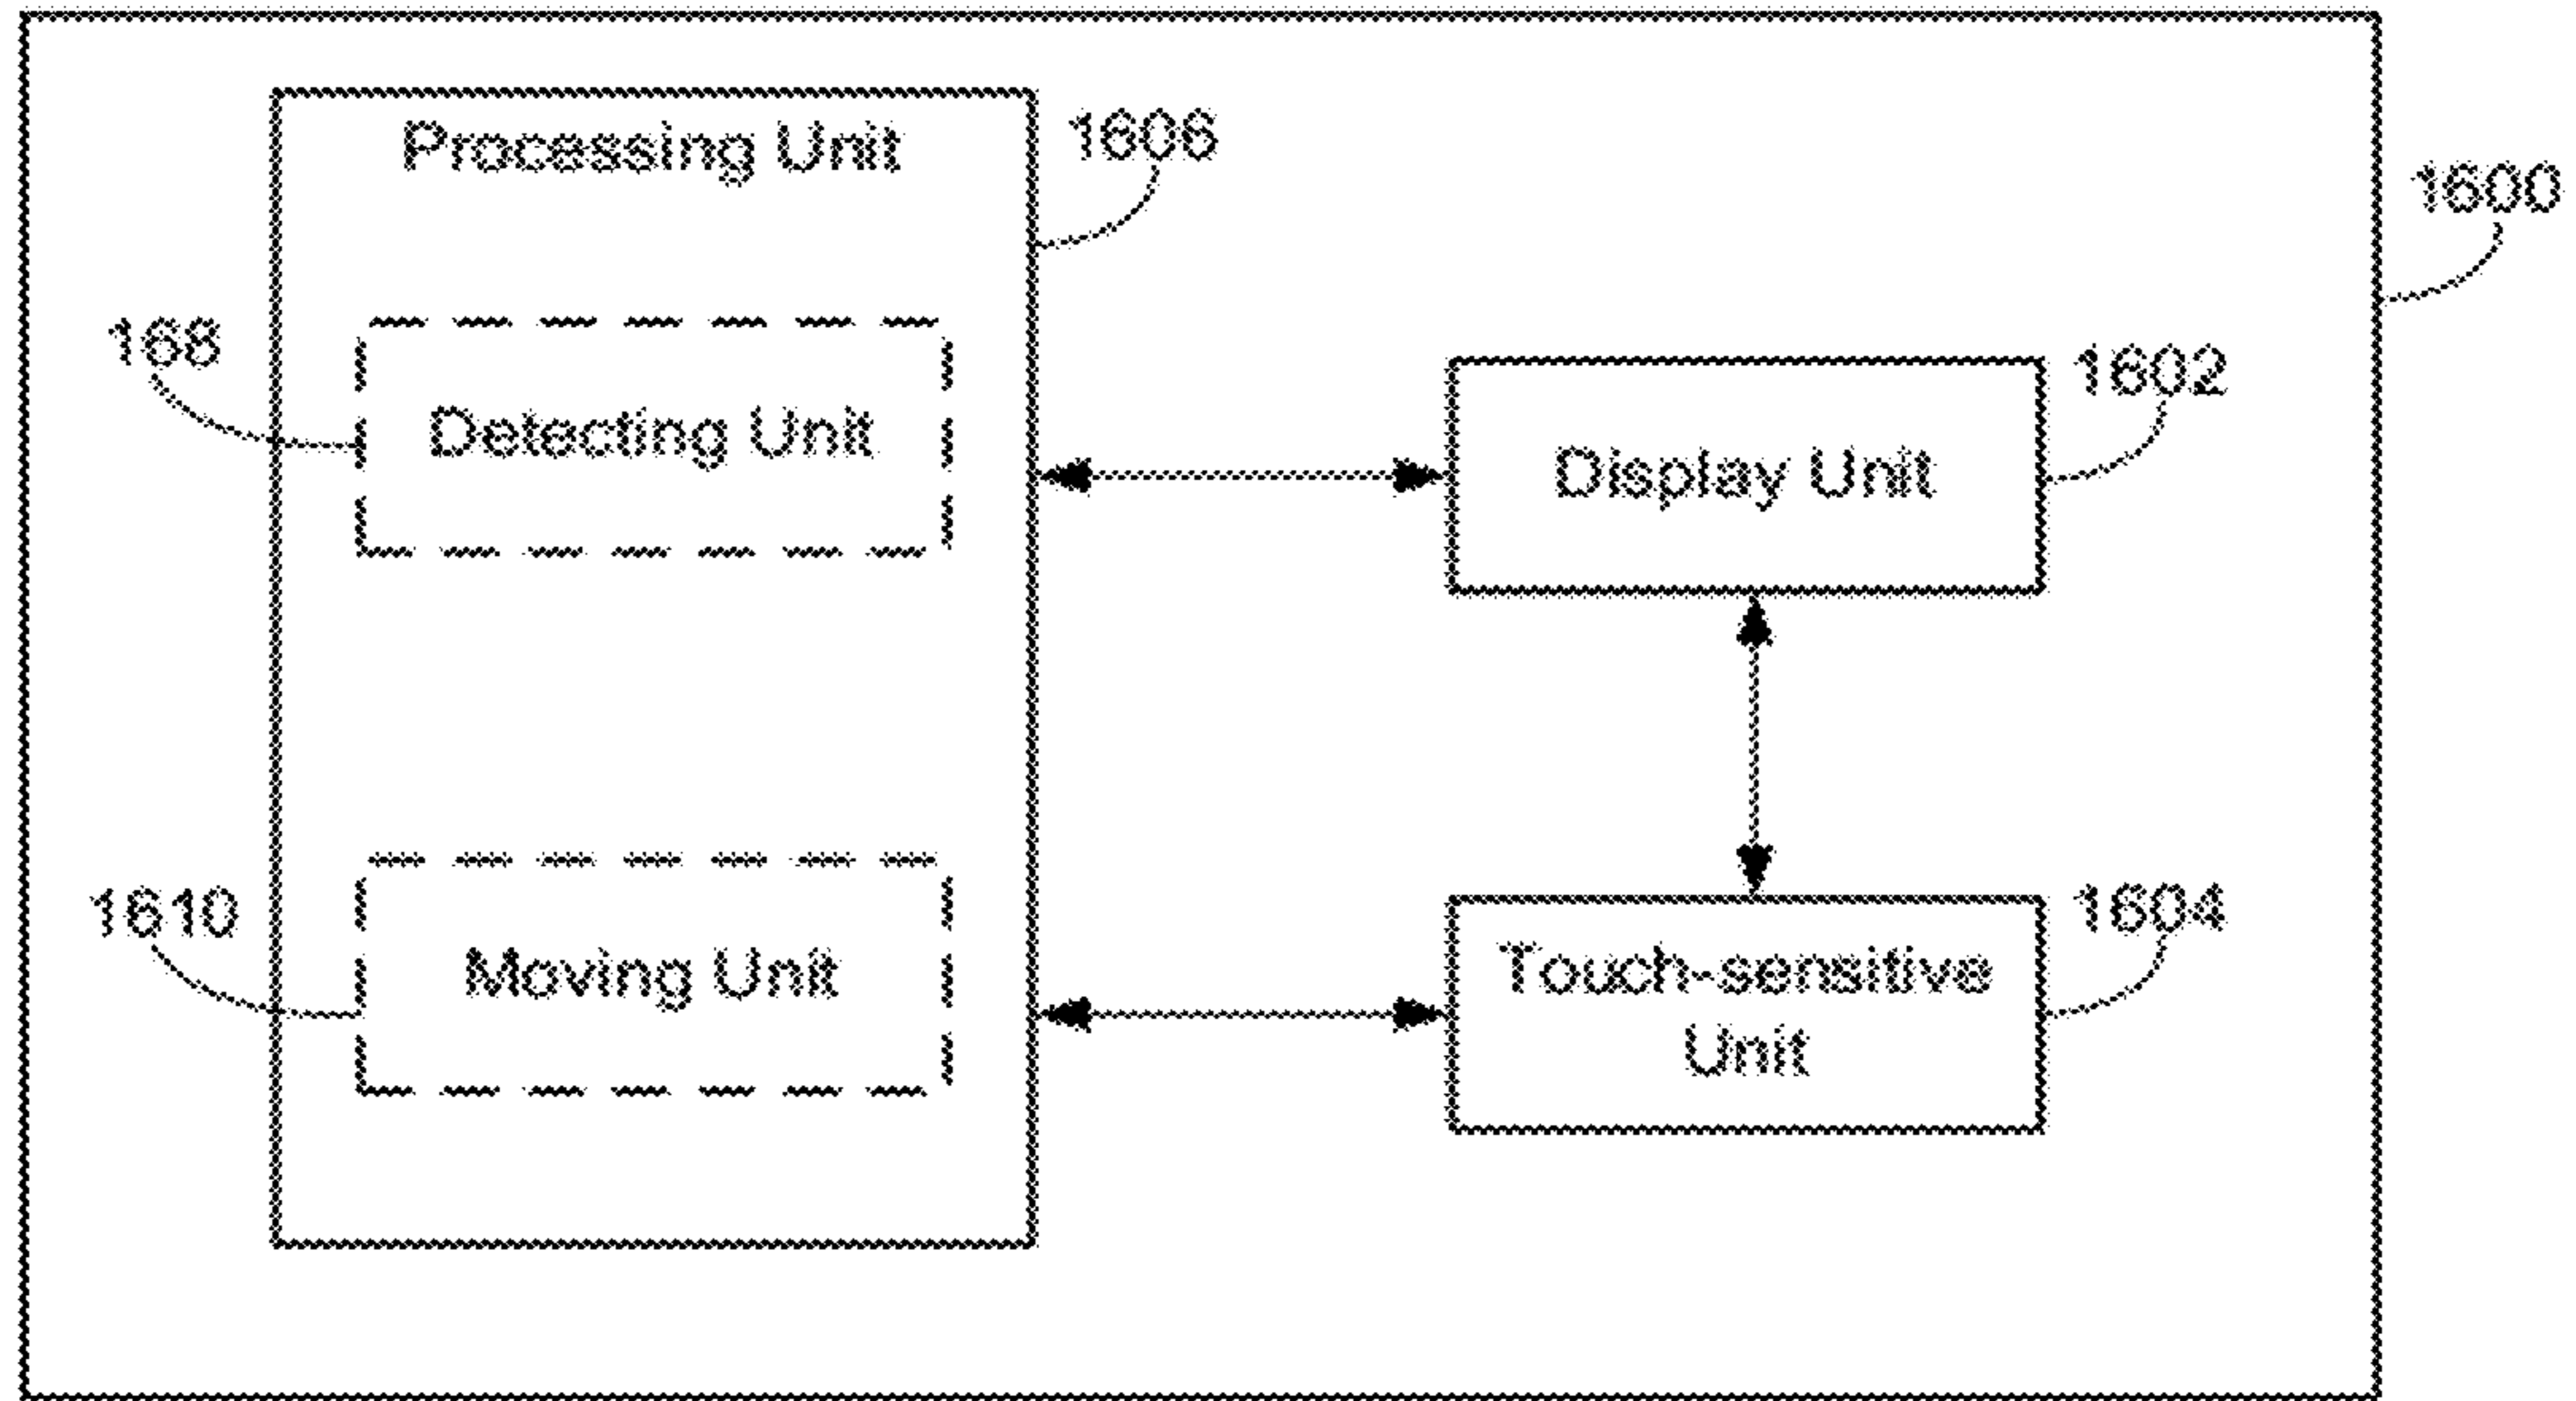 Processing Unit
1606
1600
168
Detecting Unit
1602
Display Unit
1610
Moving Unit
1604
Touch-sensitive
Unit